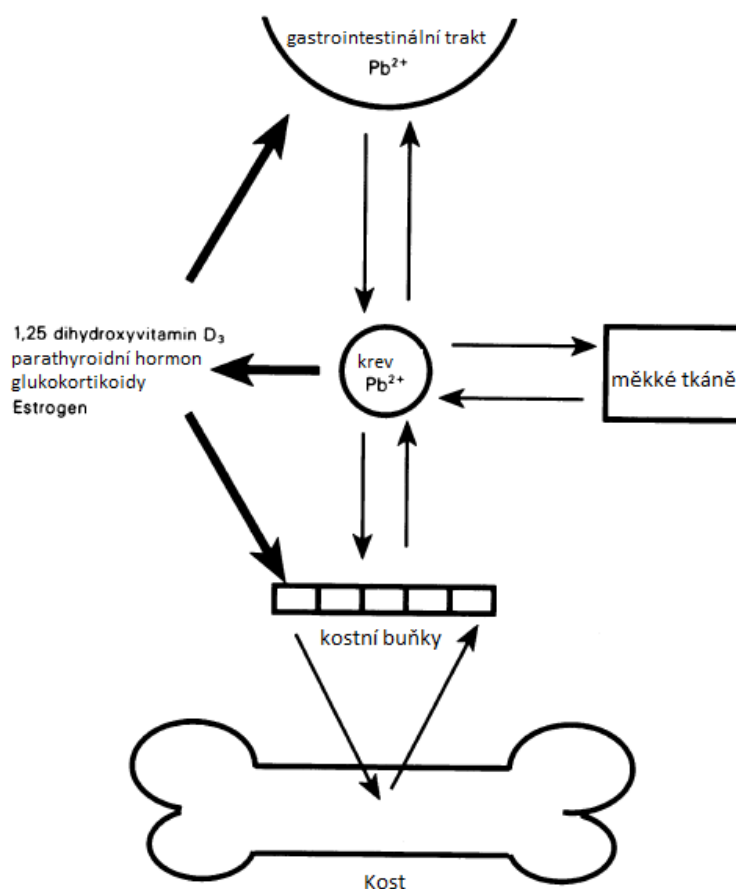 gastrointestinální trakt
Pb²⁺
1,25 dihydroxyvitamin D₃
parathyroidní hormon
glukokortikoidy
Estrogen
krev
Pb²⁺
měkké tkáně
kostní buňky
Kost